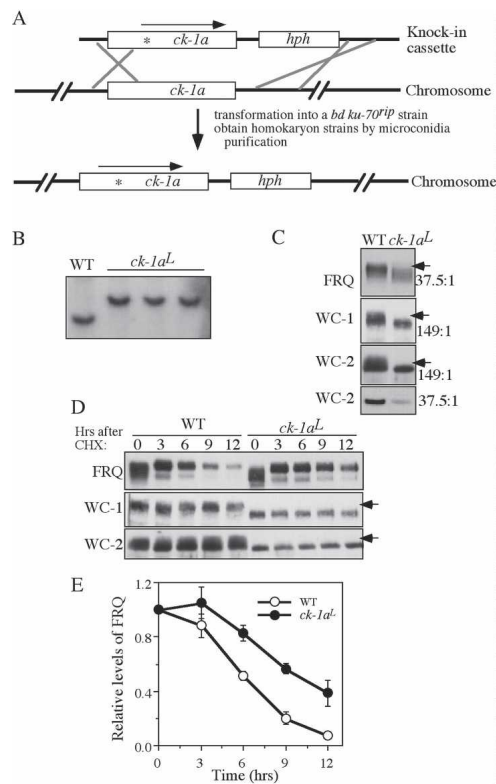 A
* ck-1a hph
Knock-in
cassette
ck-1a
Chromosome
transformation into a bd ku-70rip strain
obtain homokaryon strains by microconidia
purification
* ck-1a hph
Chromosome
B
WT ck-1aL
C
WT ck-1aL
FRQ
37.5:1
WC-1
149:1
WC-2
149:1
WC-2
37.5:1
D
Hrs after
CHX:
WT ck-1aL
0 3 6 9 12 0 3 6 9 12
FRQ
WC-1
WC-2
E
Relative levels of FRQ
1.2
0.8
0.4
0.0
WT
ck-1aL
0 3 6 9 12
Time (hrs)